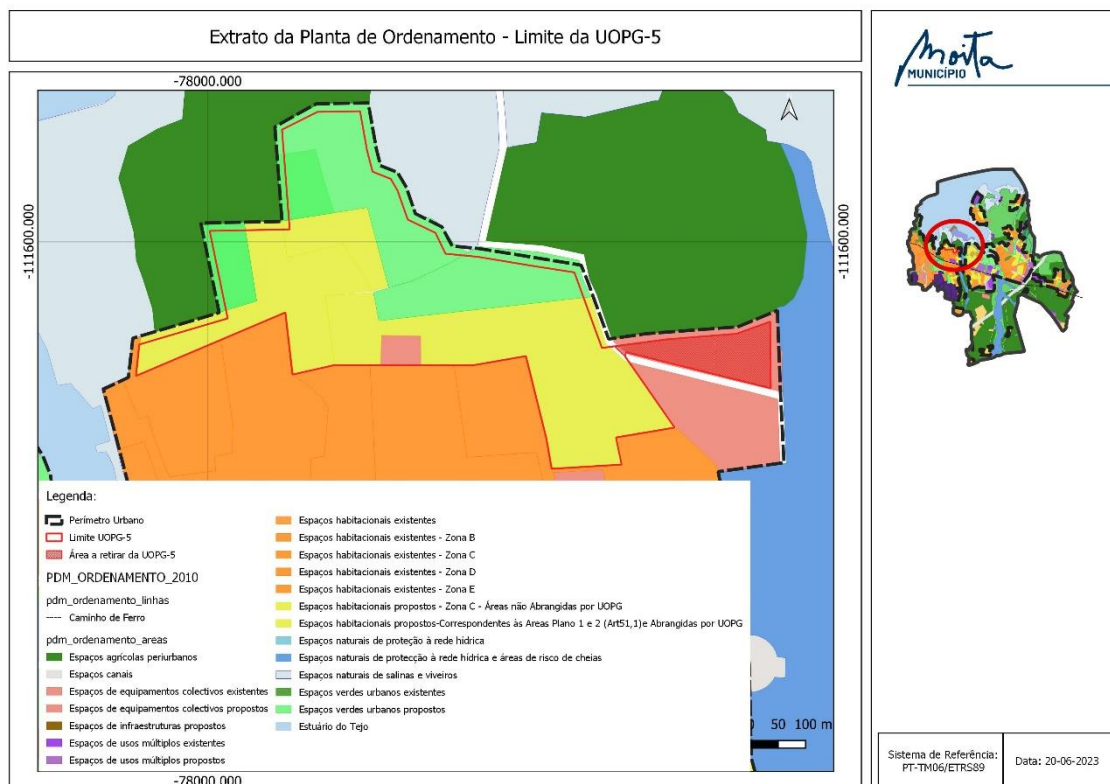 Extrato da Planta de Ordenamento - Limite da UOPG-5
Moita
MUNICÍPIO
-78000.000
-111600.000
-111600.000
Legenda:
Perímetro Urbano
Limite UOPG-5
Área a retirar da UOPG-5
PDM_ORDENAMENTO_2010
pdm_ordenamento_linhas
Caminho de Ferro
pdm_ordenamento_areas
Espaços agrícolas periurbanos
Espaços canais
Espaços de equipamentos colectivos existentes
Espaços de equipamentos colectivos propostos
Espaços de infraestruturas propostos
Espaços de usos múltiplos existentes
Espaços de usos múltiplos propostos
Espaços habitacionais existentes
Espaços habitacionais existentes - Zona B
Espaços habitacionais existentes - Zona C
Espaços habitacionais existentes - Zona D
Espaços habitacionais existentes - Zona E
Espaços habitacionais propostos - Zona C - Áreas não Abrangidas por UOPG
Espaços habitacionais propostos-Correspondentes às Areas Plano 1 e 2 (Art51,1)e Abrangidas por UOPG
Espaços naturais de proteção à rede hídrica
Espaços naturais de protecção à rede hídrica e áreas de risco de cheias
Espaços naturais de salinas e viveiros
Espaços verdes urbanos existentes
Espaços verdes urbanos propostos
Estuário do Tejo
50 100 m
-78000.000
Sistema de Referência:
PT-TM06/ETRS89
Data: 20-06-2023